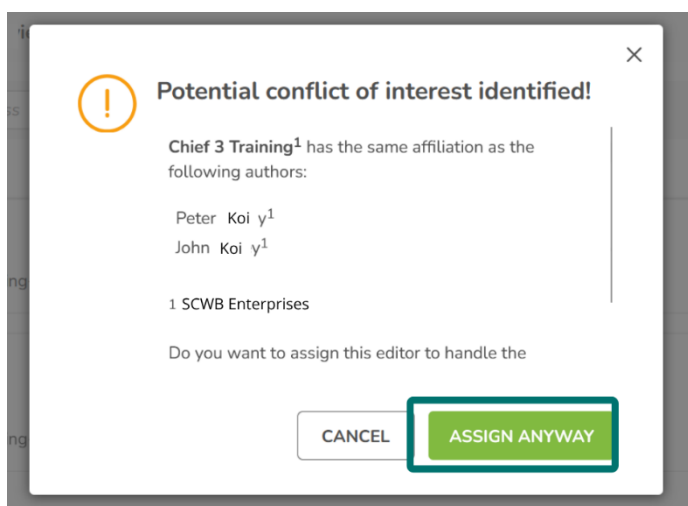 Potential conflict of interest identified!
Chief 3 Training¹ has the same affiliation as the
following authors:
Peter Koi y¹
John Koi y¹
1 SCWB Enterprises
Do you want to assign this editor to handle the
CANCEL
ASSIGN ANYWAY
ng
ng